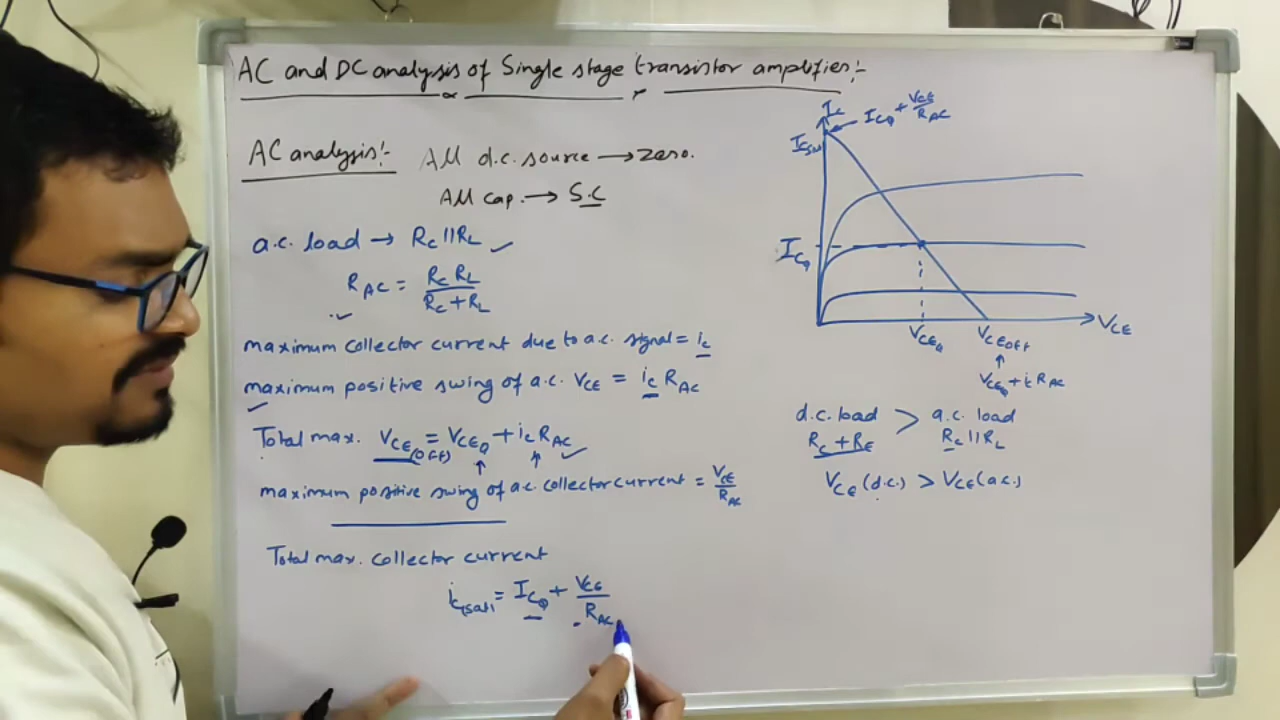 AC and DC analysis of Single stage transistor amplifier:-
AC analysis:- All d.c. source → zero.
All cap. → S.C
a.c. load → RC||RL ✓
RAC = RC RL / RC + RL
maximum collector current due to a.c. signal = ic
maximum positive swing of a.c. VCE = ic RAC
Total max. VCE(OFF) = VCEQ + ic RAC ✓
maximum positive swing of a.c. collector current = VCE / RAC
Total max. collector current
ic(sat) = ICQ + VCE / RAC
IC
ICQ + VCE / RAC
ICSat
ICQ
VCE
VCEQ
VCEOFF
VCEQ + ic RAC
d.c. load > a.c. load
RC + RE RC||RL
VCE (d.c.) > VCE (a.c.)